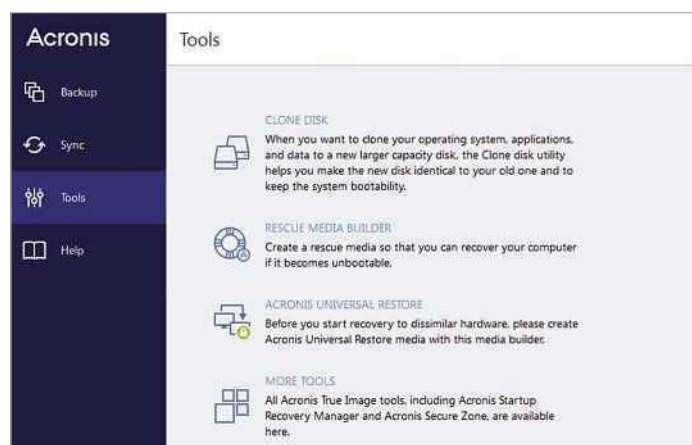 Acronis
Tools
Backup
Sync
Tools
Help
CLONE DISK
When you want to clone your operating system, applications,
and data to a new larger capacity disk, the Clone disk utility
helps you make the new disk identical to your old one and to
keep the system bootability.
RESCUE MEDIA BUILDER
Create a rescue media so that you can recover your computer
if it becomes unbootable.
ACRONIS UNIVERSAL RESTORE
Before you start recovery to dissimilar hardware, please create
Acronis Universal Restore media with this media builder.
MORE TOOLS
All Acronis True Image tools, including Acronis Startup
Recovery Manager and Acronis Secure Zone, are available
here.